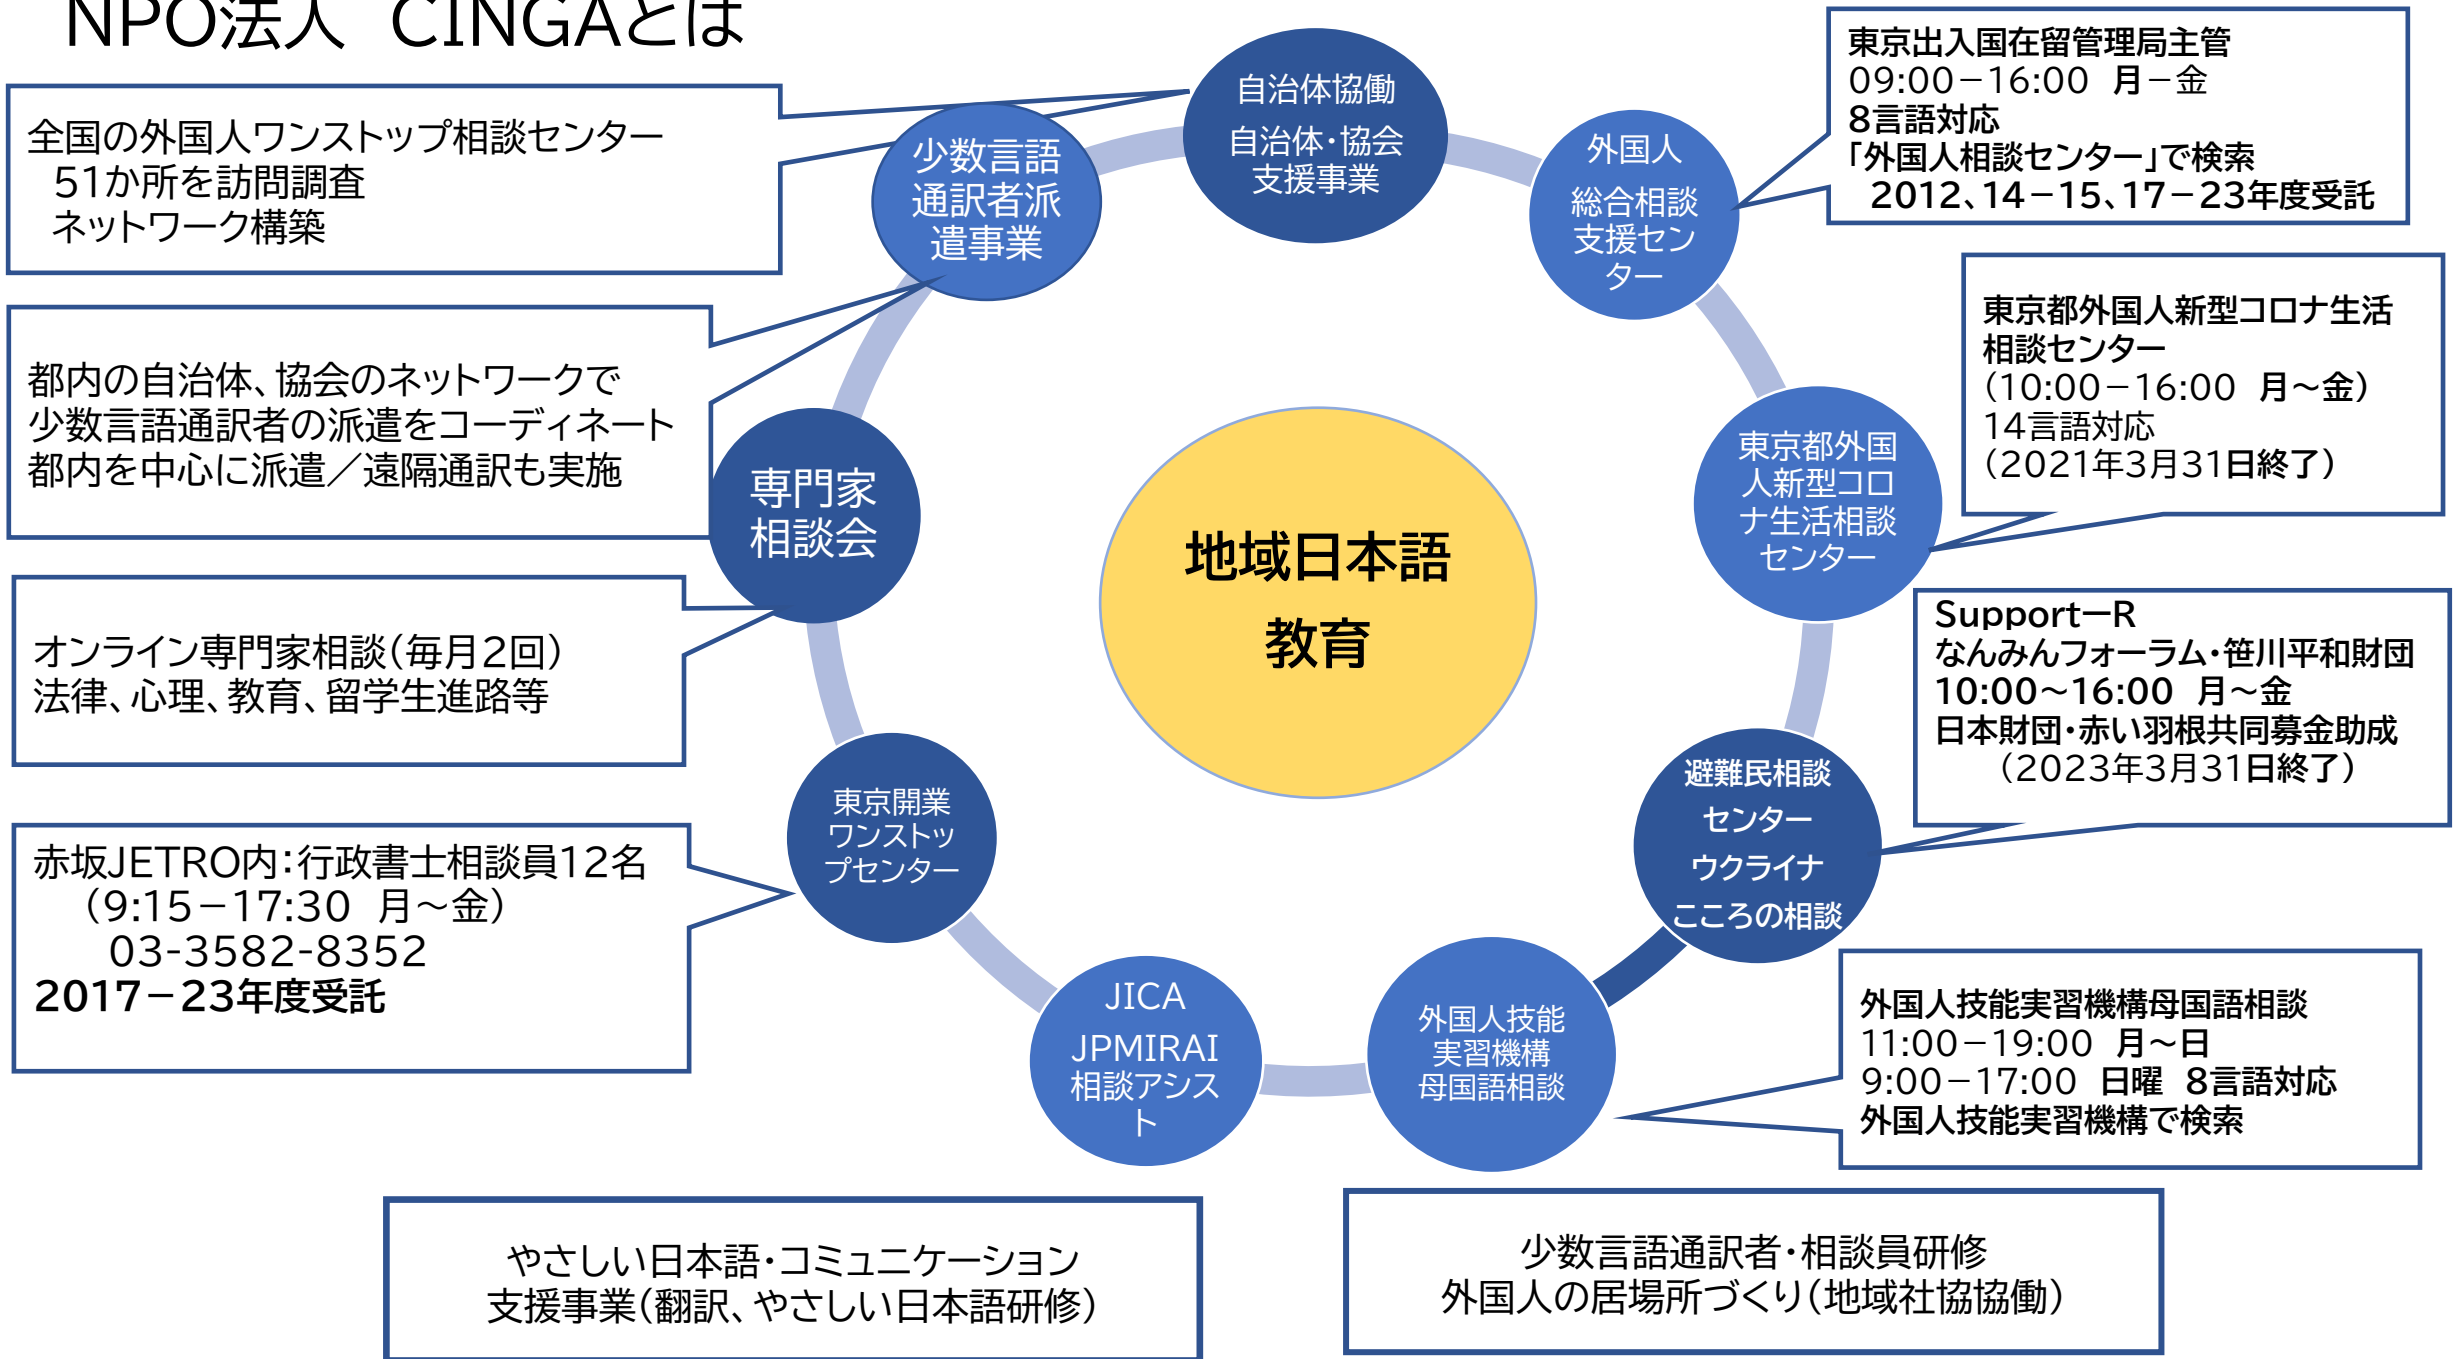 NPO法人　CINGAとは
全国の外国人ワンストップ相談センター
51か所を訪問調査
ネットワーク構築
都内の自治体、協会のネットワークで
少数言語通訳者の派遣をコーディネート
都内を中心に派遣／遠隔通訳も実施
オンライン専門家相談（毎月2回）
法律、心理、教育、留学生進路等
赤坂JETRO内：行政書士相談員12名
（9:15－17:30　月～金）
03-3582-8352
2017－23年度受託
自治体協働
自治体・協会
支援事業
外国人
総合相談
支援セン
ター
東京都外国
人新型コロ
ナ生活相談
センター
避難民相談
センター
ウクライナ
こころの相談
外国人技能
実習機構
母国語相談
JICA
JPMIRAI
相談アシス
ト
東京開業
ワンストッ
プセンター
専門家
相談会
少数言語
通訳者派
遣事業
地域日本語
教育
東京出入国在留管理局主管
09:00－16:00　月－金
8言語対応
「外国人相談センター」で検索
2012、14－15、17－23年度受託
東京都外国人新型コロナ生活
相談センター
（10:00－16:00　月～金）
14言語対応
（2021年3月31日終了）
Support－R
なんみんフォーラム・笹川平和財団
10:00～16:00　月～金
日本財団・赤い羽根共同募金助成
（2023年3月31日終了）
外国人技能実習機構母国語相談
11:00－19:00　月～日
9:00－17:00　日曜　8言語対応
外国人技能実習機構で検索
やさしい日本語・コミュニケーション
支援事業（翻訳、やさしい日本語研修）
少数言語通訳者・相談員研修
外国人の居場所づくり（地域社協協働）